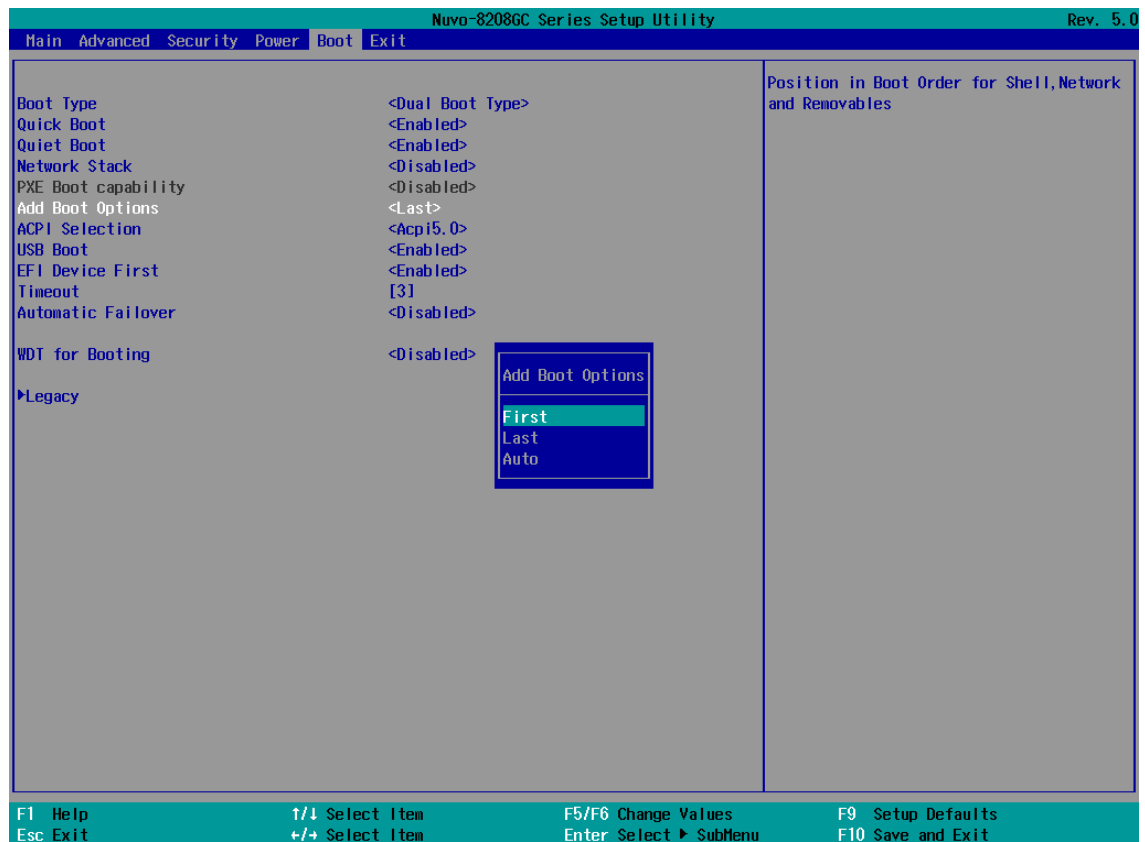 Nuvo-8208GC Series Setup Utility Rev. 5.0
Main Advanced Security Power Boot Exit
Position in Boot Order for Shell,Network
and Removables
Boot Type <Dual Boot Type>
Quick Boot <Enabled>
Quiet Boot <Enabled>
Network Stack <Disabled>
PXE Boot capability <Disabled>
Add Boot Options <Last>
ACPI Selection <Acpi5.0>
USB Boot <Enabled>
EFI Device First <Enabled>
Timeout [3]
Automatic Failover <Disabled>
WDT for Booting <Disabled>
▶Legacy
Add Boot Options
First
Last
Auto
F1 Help ↑/↓ Select Item F5/F6 Change Values F9 Setup Defaults
Esc Exit ←/→ Select Item Enter Select ▶ SubMenu F10 Save and Exit